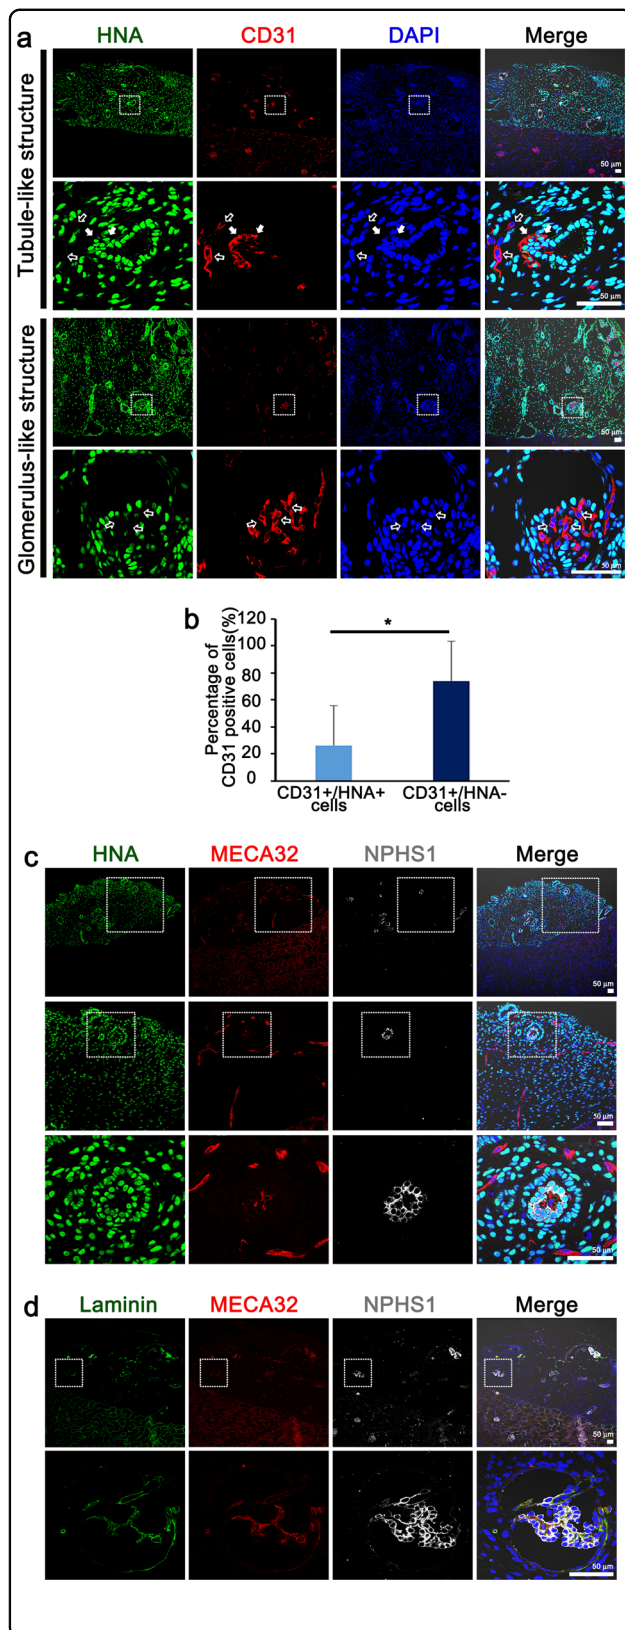 a
HNA CD31 DAPI Merge
Tubule-like structure
50 μm
50 μm
Glomerulus-like structure
50 μm
50 μm
b
Percentage of
CD31 positive cells(%)
120
100
80
60
40
20
0
*
CD31+/HNA+
cells
CD31+/HNA-
cells
c
HNA MECA32 NPHS1 Merge
50 μm
50 μm
50 μm
d
Laminin MECA32 NPHS1 Merge
50 μm
50 μm